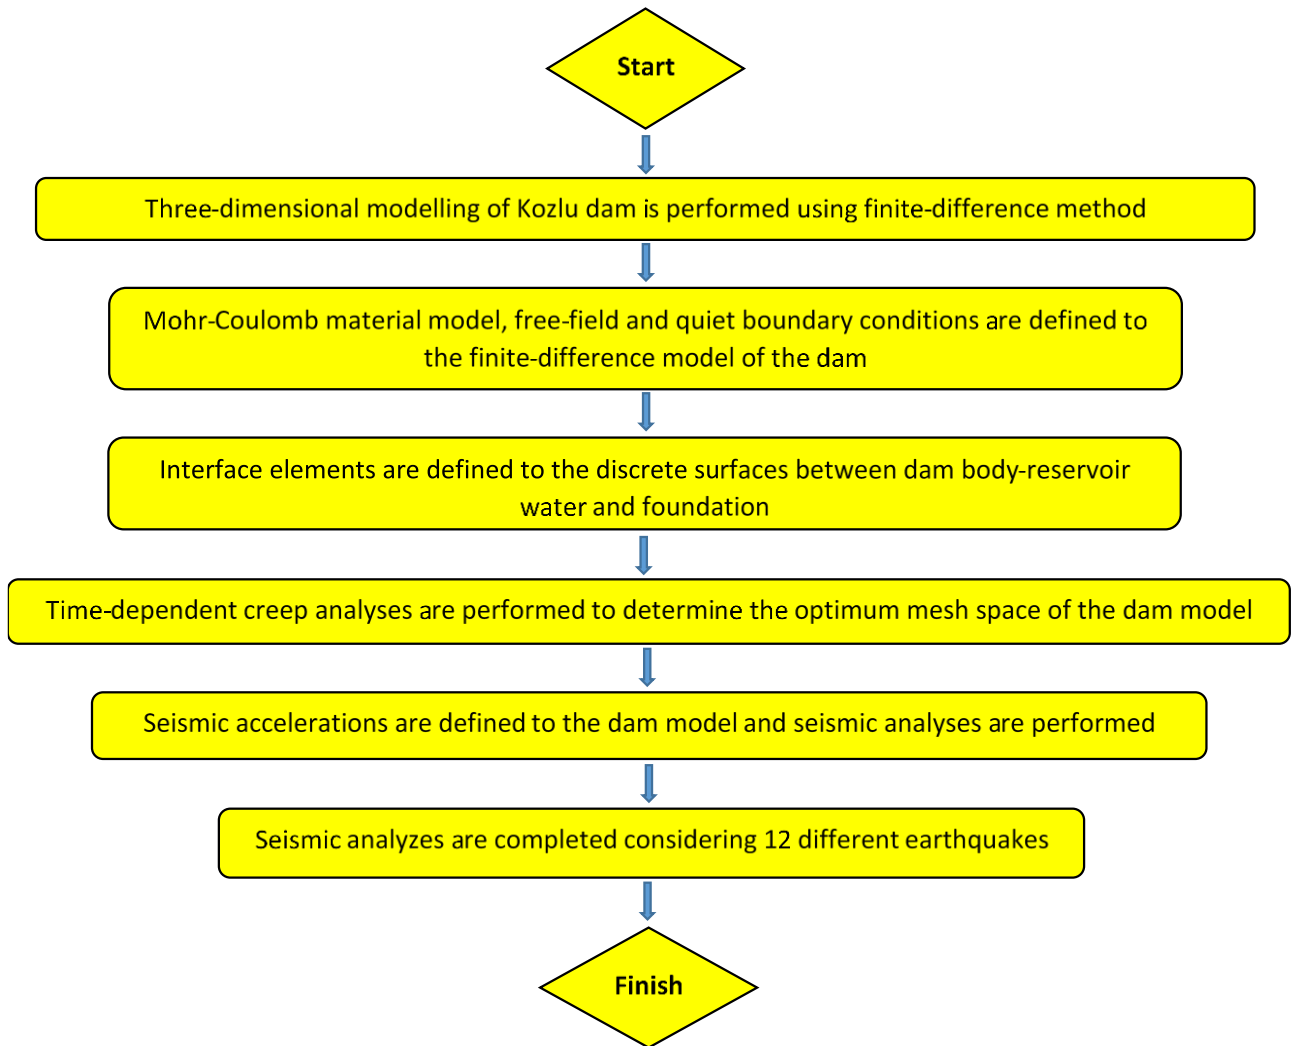 Start
Three-dimensional modelling of Kozlu dam is performed using finite-difference method
Mohr-Coulomb material model, free-field and quiet boundary conditions are defined to
the finite-difference model of the dam
Interface elements are defined to the discrete surfaces between dam body-reservoir
water and foundation
Time-dependent creep analyses are performed to determine the optimum mesh space of the dam model
Seismic accelerations are defined to the dam model and seismic analyses are performed
Seismic analyzes are completed considering 12 different earthquakes
Finish